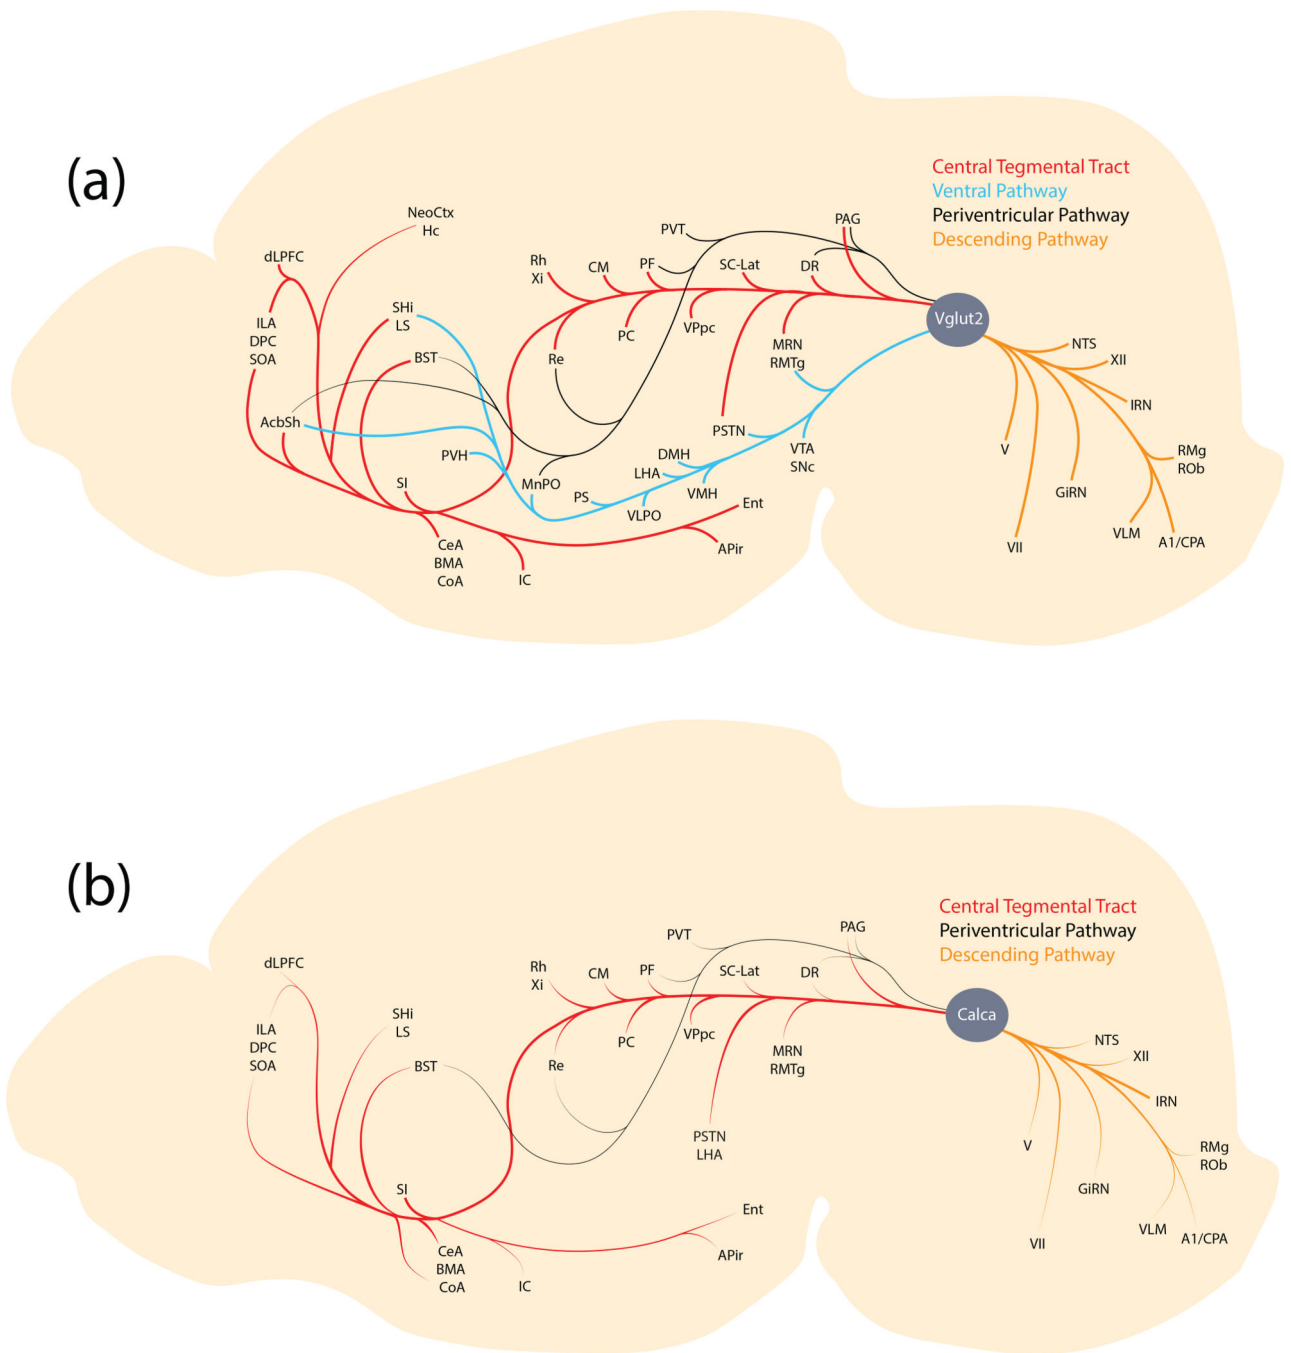 (a)
Central Tegmental Tract
Ventral Pathway
Periventricular Pathway
Descending Pathway
NeoCtx
Hc
PVT
PAG
dLPFC
Rh
Xi
CM
PF
SC-Lat
DR
SHi
LS
ILA
DPC
SOA
PC
VPpc
Vglut2
MRN
RMTg
NTS
XII
BST
Re
IRN
AcbSh
PSTN
VTA
SNc
V
RMg
ROb
PVH
DMH
LHA
VMH
SI
MnPO
PS
VLPO
GiRN
Ent
CeA
BMA
CoA
IC
APir
VII
VLM
A1/CPA
(b)
Central Tegmental Tract
Periventricular Pathway
Descending Pathway
PVT
PAG
dLPFC
Rh
Xi
CM
PF
SC-Lat
DR
SHi
LS
ILA
DPC
SOA
PC
VPpc
Calca
MRN
RMTg
NTS
XII
BST
Re
IRN
PSTN
LHA
V
RMg
ROb
SI
GiRN
Ent
CeA
BMA
CoA
IC
APir
VII
VLM
A1/CPA